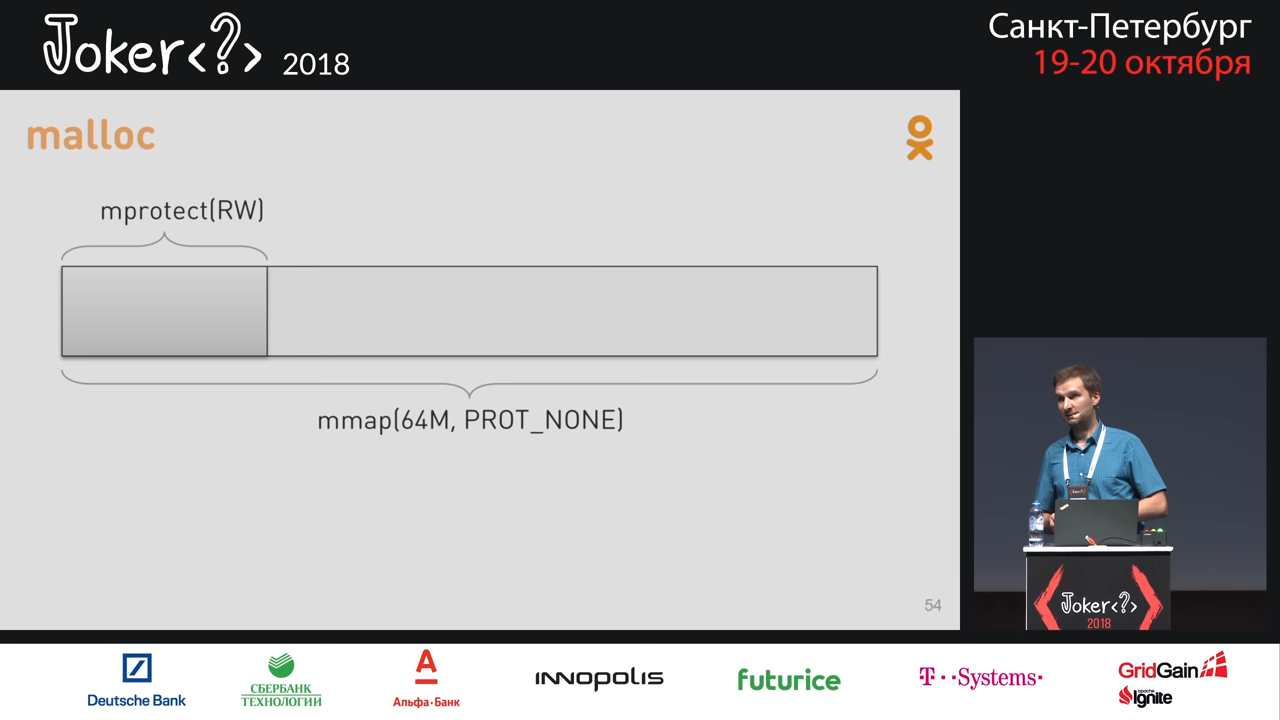 Joker<?> 2018
Санкт-Петербург
19-20 октября
malloc
mprotect(RW)
mmap(64M, PROT_NONE)
54
Joker<?>
2018
Deutsche Bank
СБЕРБАНК
ТЕХНОЛОГИИ
Альфа·Банк
INNOPOLIS
futurice
T··Systems·
GridGain
apache
Ignite